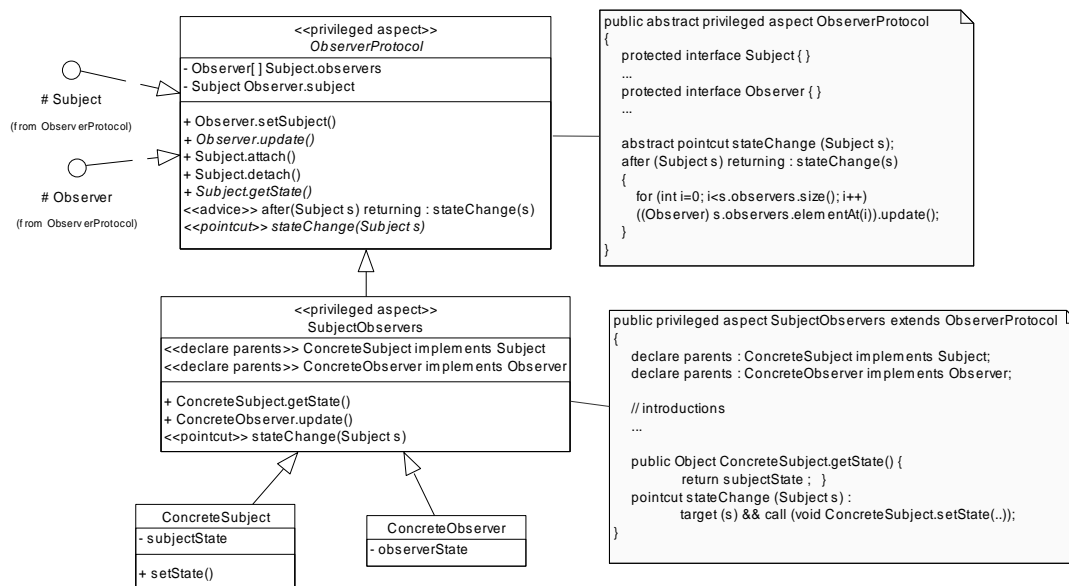 <<privileged aspect>>
ObserverProtocol
- Observer[ ] Subject.observers
- Subject Observer.subject
+ Observer.setSubject()
+ Observer.update()
+ Subject.attach()
+ Subject.detach()
+ Subject.getState()
<<advice>> after(Subject s) returning : stateChange(s)
<<pointcut>> stateChange(Subject s)
# Subject
(from ObserverProtocol)
# Observer
(from ObserverProtocol)
public abstract privileged aspect ObserverProtocol
{
protected interface Subject { }
...
protected interface Observer { }
...
abstract pointcut stateChange (Subject s);
after (Subject s) returning : stateChange(s)
{
for (int i=0; i<s.observers.size(); i++)
((Observer) s.observers.elementAt(i)).update();
}
}
<<privileged aspect>>
SubjectObservers
<<declare parents>> ConcreteSubject implements Subject
<<declare parents>> ConcreteObserver implements Observer
+ ConcreteSubject.getState()
+ ConcreteObserver.update()
<<pointcut>> stateChange(Subject s)
public privileged aspect SubjectObservers extends ObserverProtocol
{
declare parents : ConcreteSubject implements Subject;
declare parents : ConcreteObserver implements Observer;
// introductions
...
public Object ConcreteSubject.getState() {
return subjectState ; }
pointcut stateChange (Subject s) :
target (s) && call (void ConcreteSubject.setState(..));
}
ConcreteSubject
- subjectState
+ setState()
ConcreteObserver
- observerState